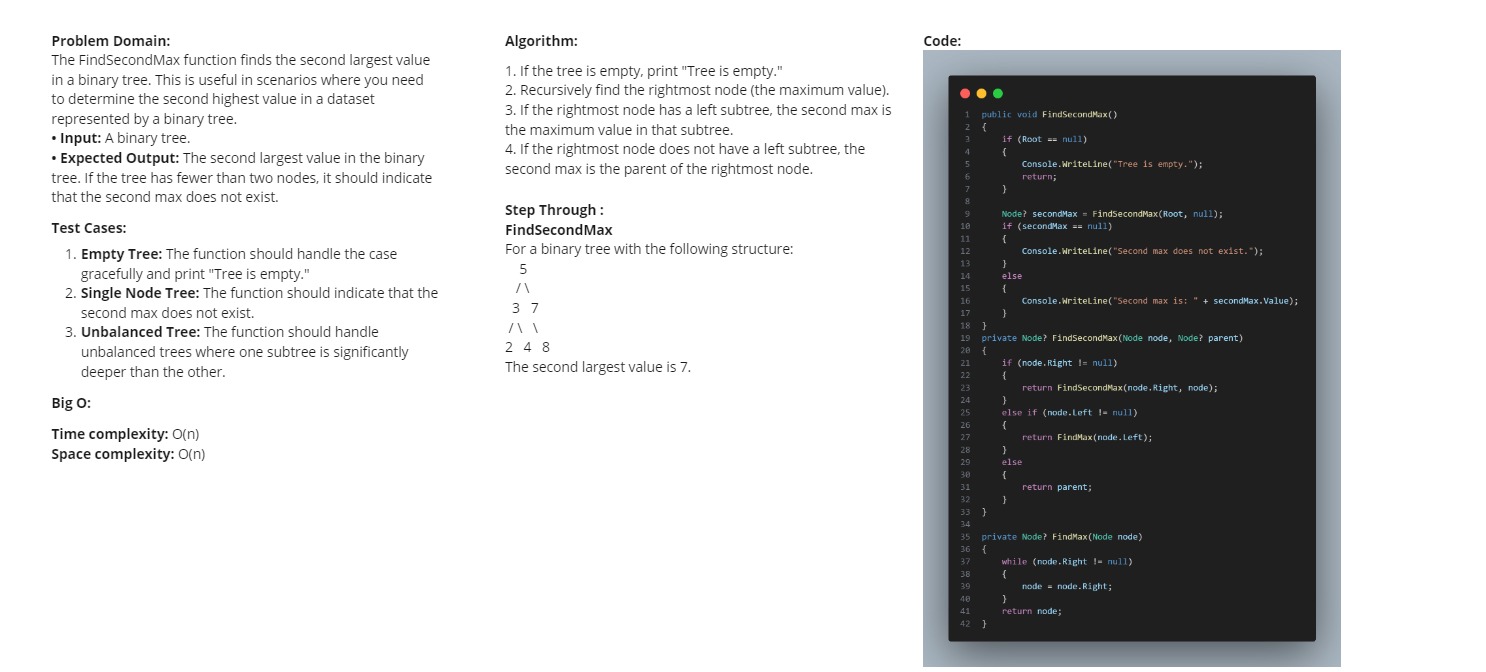 Problem Domain:
The FindSecondMax function finds the second largest value
in a binary tree. This is useful in scenarios where you need
to determine the second highest value in a dataset
represented by a binary tree.
• Input: A binary tree.
• Expected Output: The second largest value in the binary
tree. If the tree has fewer than two nodes, it should indicate
that the second max does not exist.
Test Cases:
1. Empty Tree: The function should handle the case
gracefully and print "Tree is empty."
2. Single Node Tree: The function should indicate that the
second max does not exist.
3. Unbalanced Tree: The function should handle
unbalanced trees where one subtree is significantly
deeper than the other.
Big O:
Time complexity: O(n)
Space complexity: O(n)
Algorithm:
1. If the tree is empty, print "Tree is empty."
2. Recursively find the rightmost node (the maximum value).
3. If the rightmost node has a left subtree, the second max is
the maximum value in that subtree.
4. If the rightmost node does not have a left subtree, the
second max is the parent of the rightmost node.
Step Through :
FindSecondMax
For a binary tree with the following structure:
5
/ \
3 7
/ \ \
2 4 8
The second largest value is 7.
Code:
1 public void FindSecondMax()
2 {
3 if (Root == null)
4 {
5 Console.WriteLine("Tree is empty.");
6 return;
7 }
8
9 Node? secondMax = FindSecondMax(Root, null);
10 if (secondMax == null)
11 {
12 Console.WriteLine("Second max does not exist.");
13 }
14 else
15 {
16 Console.WriteLine("Second max is: " + secondMax.Value);
17 }
18 }
19 private Node? FindSecondMax(Node node, Node? parent)
20 {
21 if (node.Right != null)
22 {
23 return FindSecondMax(node.Right, node);
24 }
25 else if (node.Left != null)
26 {
27 return FindMax(node.Left);
28 }
29 else
30 {
31 return parent;
32 }
33 }
34
35 private Node? FindMax(Node node)
36 {
37 while (node.Right != null)
38 {
39 node = node.Right;
40 }
41 return node;
42 }